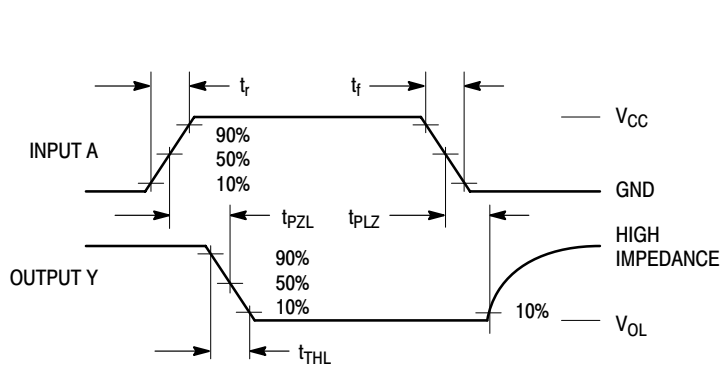 tr
tf
INPUT A
90%
50%
10%
VCC
GND
tPZL
tPLZ
OUTPUT Y
90%
50%
10%
HIGH
IMPEDANCE
10%
VOL
tTHL